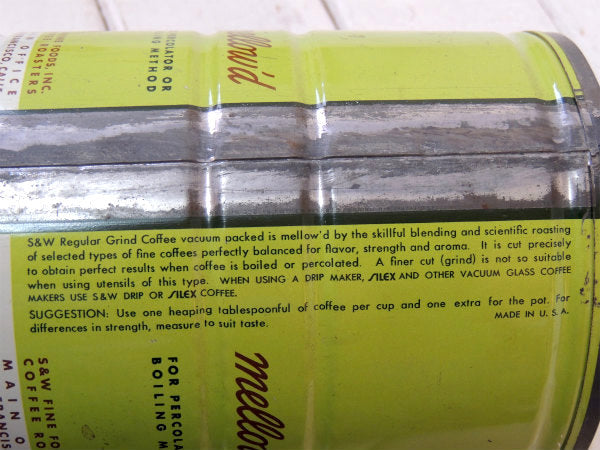 S&W Regular Grind Coffee vacuum packed is mellow'd by the skillful blending and scientific roasting
of selected types of fine coffees perfectly balanced for flavor, strength and aroma. It is cut precisely
to obtain perfect results when coffee is boiled or percolated. A finer cut (grind) is not so suitable
when using utensils of this type. WHEN USING A DRIP MAKER, SILEX AND OTHER VACUUM GLASS COFFEE
MAKERS USE S&W DRIP OR SILEX COFFEE.
SUGGESTION: Use one heaping tablespoonful of coffee per cup and one extra for the pot. For
differences in strength, measure to suit taste.
MADE IN U. S. A.
mellow'd
COLATOR OR
NG METHOD
FOODS, INC.
ROASTERS
OFFICE
mellow
FOR PERCOLA
BOILING M
S&W FINE FO
COFFEE RO
MAIN O